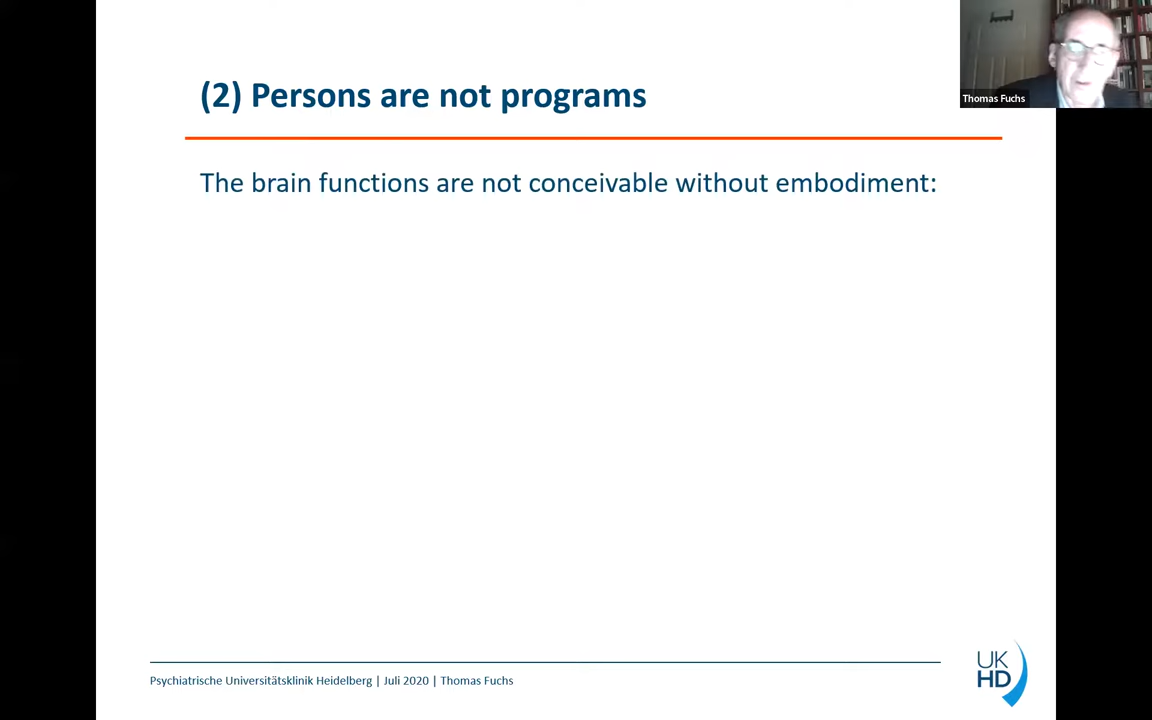 (2) Persons are not programs
Thomas Fuchs
The brain functions are not conceivable without embodiment:
Psychiatrische Universitätsklinik Heidelberg | Juli 2020 | Thomas Fuchs
UK
HD